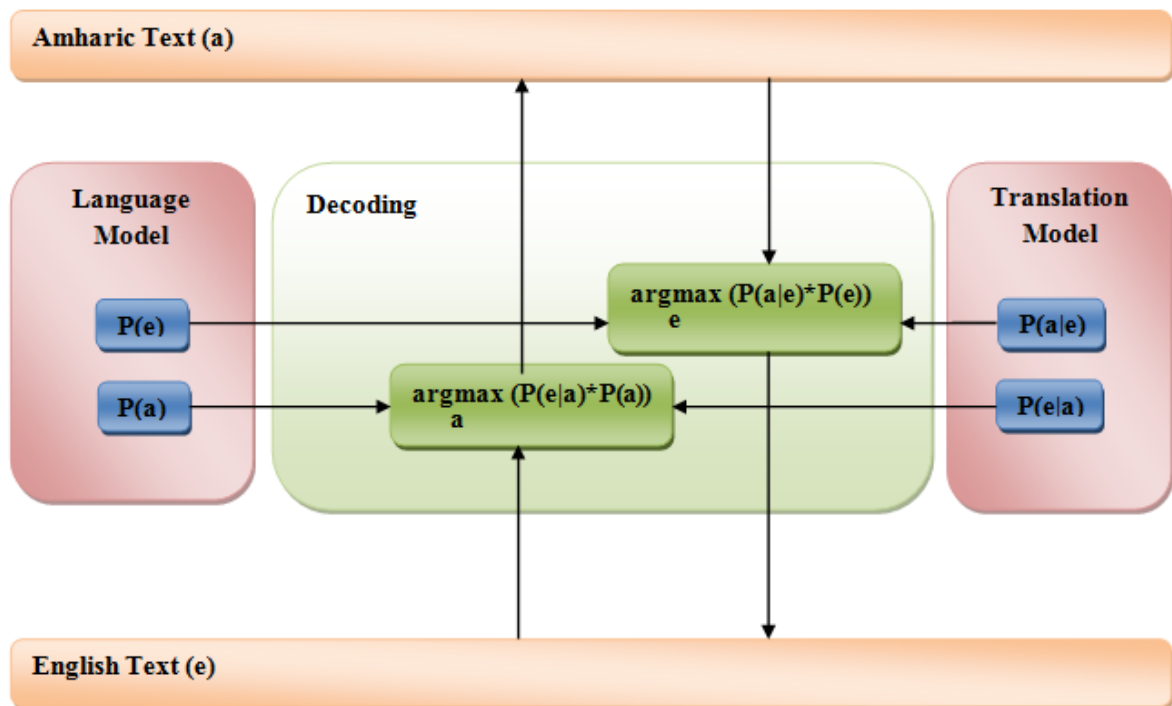 Amharic Text (a)
Language
Model
P(e)
P(a)
Decoding
argmax (P(a|e)*P(e))
e
argmax (P(e|a)*P(a))
a
Translation
Model
P(a|e)
P(e|a)
English Text (e)